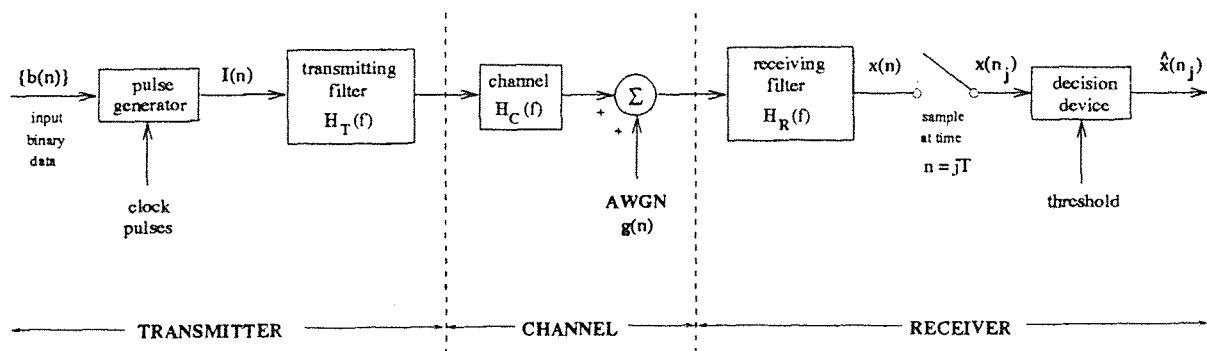 {b(n)}
input
binary
data
pulse
generator
clock
pulses
I(n)
transmitting
filter
H_T(f)
channel
H_C(f)
Σ
+
+
AWGN
g(n)
receiving
filter
H_R(f)
x(n)
sample
at time
n = jT
x(n_j)
decision
device
threshold
x̂(n_j)
TRANSMITTER
CHANNEL
RECEIVER